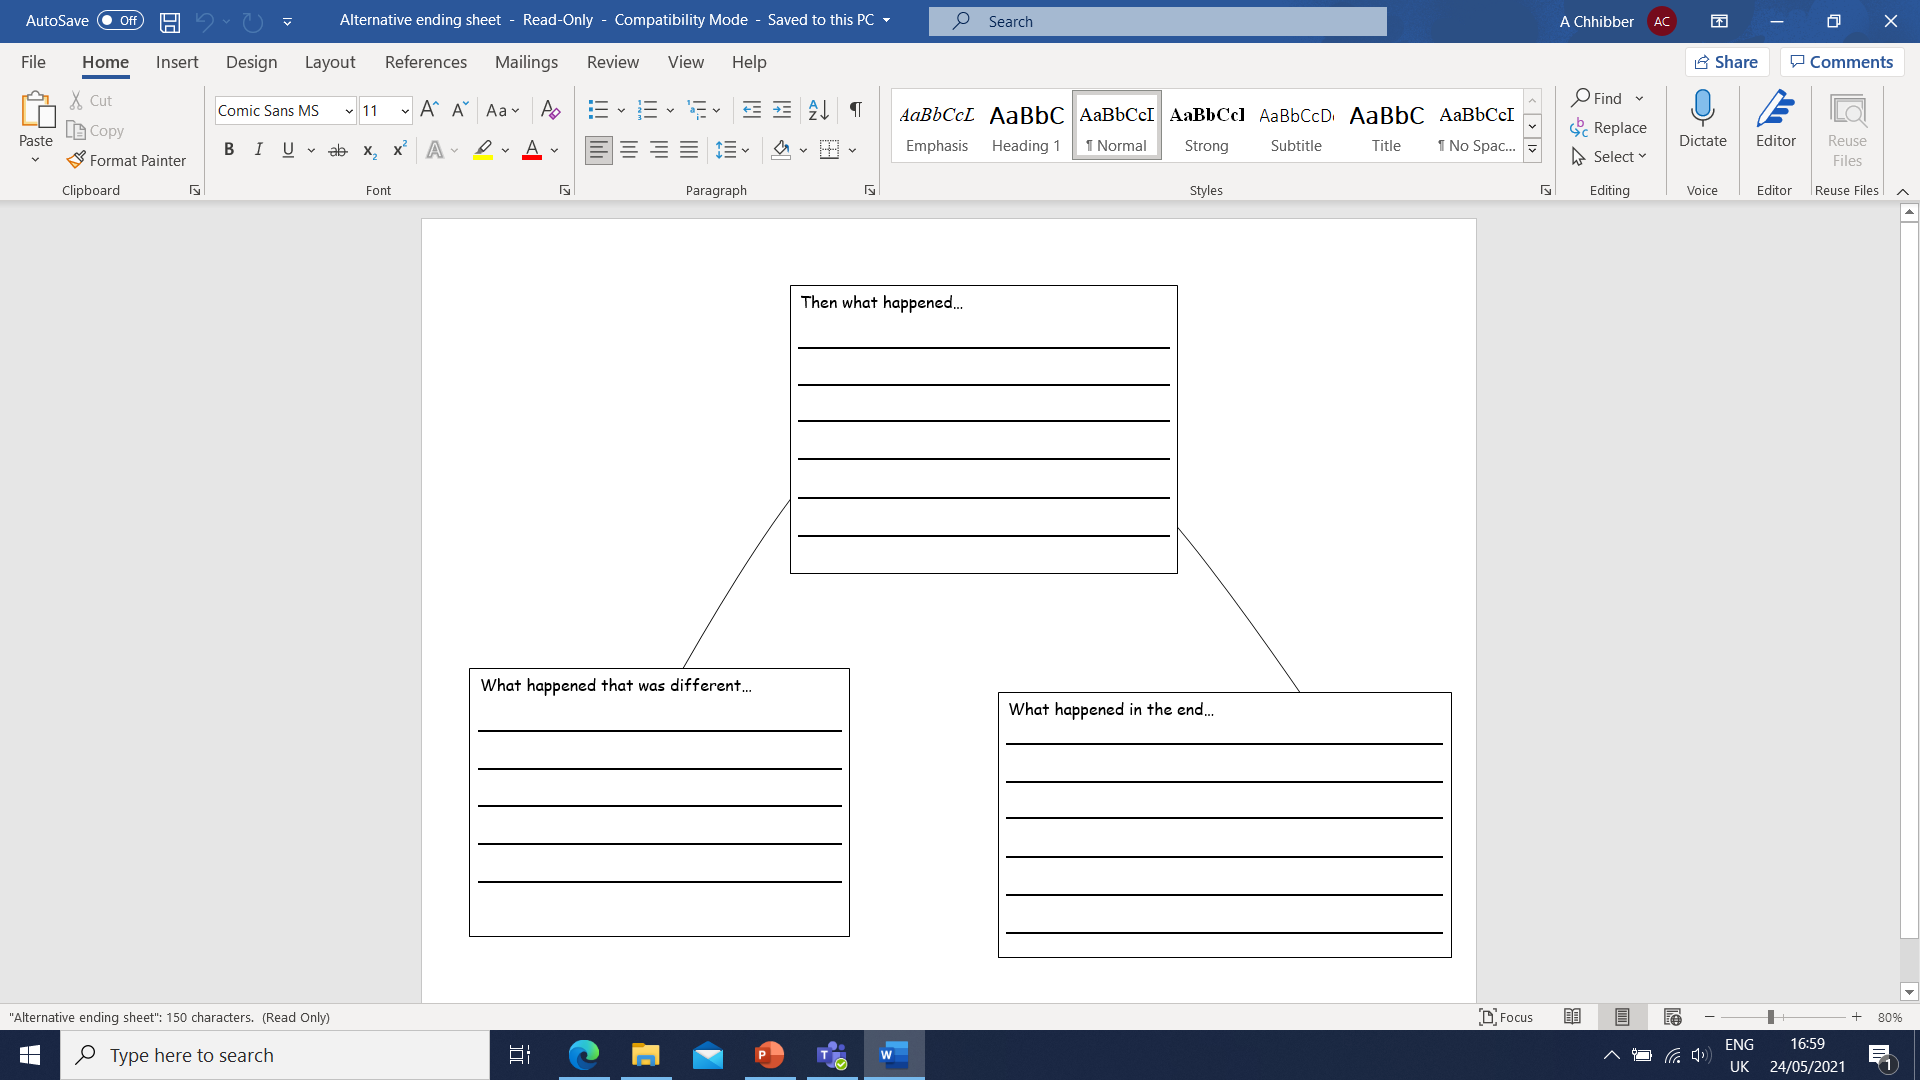 AutoSave Off Alternative ending sheet - Read-Only - Compatibility Mode - Saved to this PC Search A Chhibber AC
File Home Insert Design Layout References Mailings Review View Help Share Comments
Paste
Cut
Copy
Format Painter
Clipboard
Comic Sans MS 11
Font
Paragraph
AaBbCcL AaBbC AaBbCcI AaBbCcI AaBbCcD AaBbC AaBbCcI
Emphasis Heading 1 ¶ Normal Strong Subtitle Title ¶ No Spac...
Styles
Find
Replace
Select
Editing
Dictate
Voice
Editor
Editor
Reuse
Files
Reuse Files
Then what happened...
What happened that was different...
What happened in the end...
"Alternative ending sheet": 150 characters. (Read Only) Focus 80%
Type here to search
ENG
UK
16:59
24/05/2021
1